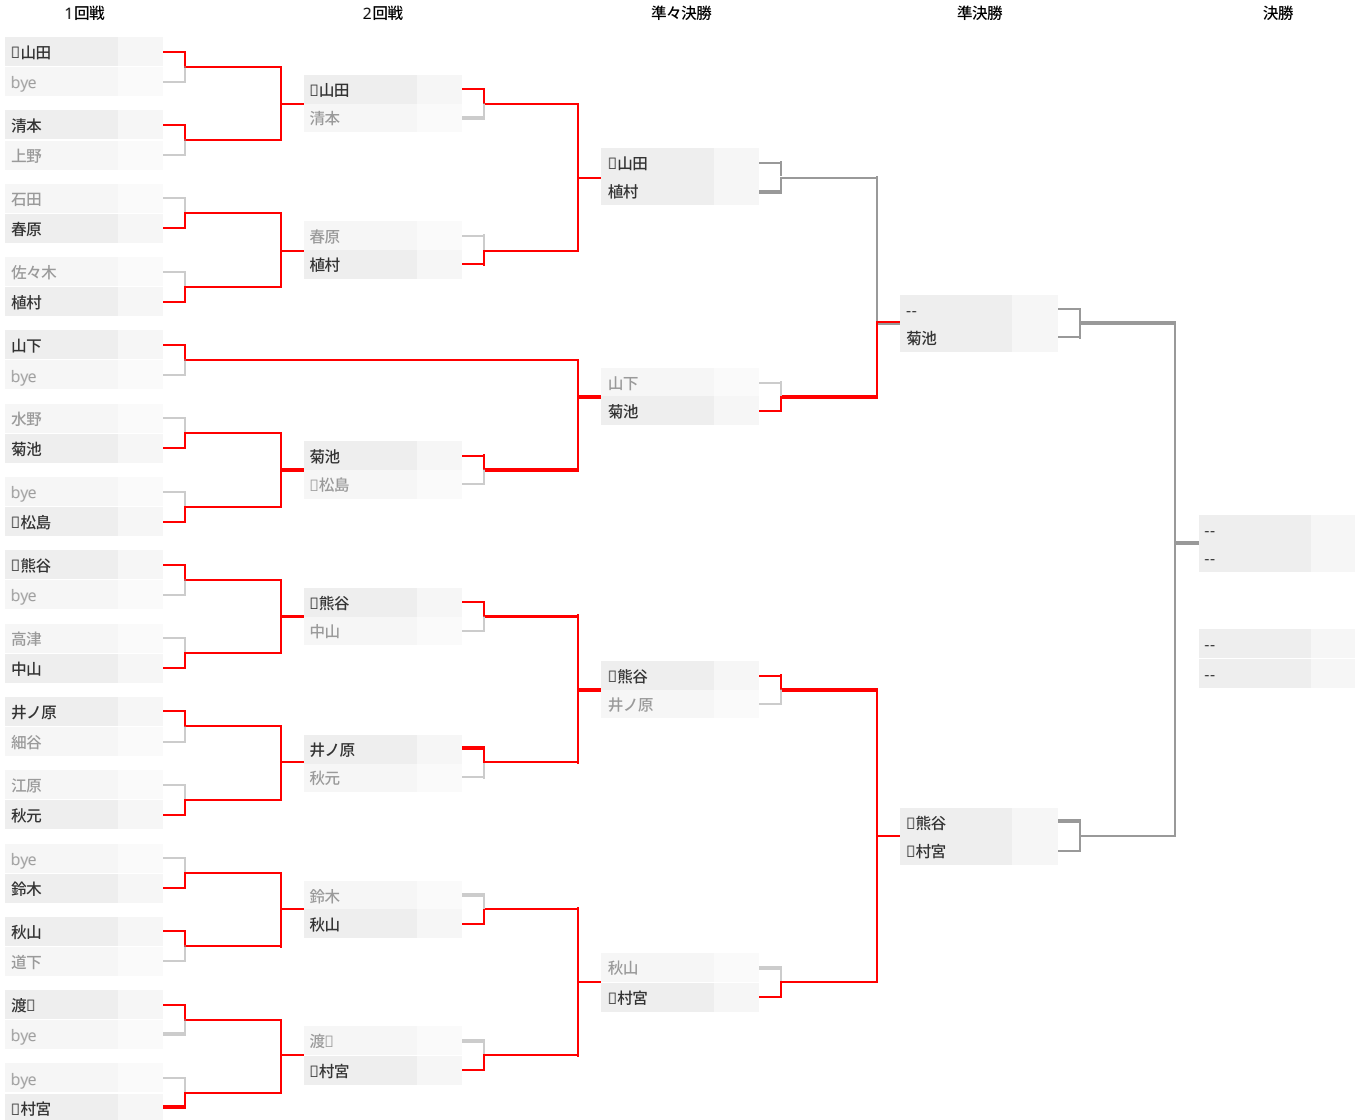 1回戦
2回戦
準々決勝
準決勝
決勝
山田
bye
清本
上野
石田
春原
佐々木
植村
山下
bye
水野
菊池
bye
松島
熊谷
bye
高津
中山
井ノ原
細谷
江原
秋元
bye
鈴木
秋山
道下
渡
bye
bye
村宮
山田
清本
春原
植村
菊池
松島
熊谷
中山
井ノ原
秋元
鈴木
秋山
渡
村宮
山田
植村
山下
菊池
熊谷
井ノ原
秋山
村宮
--
菊池
熊谷
村宮
--
--
--
--